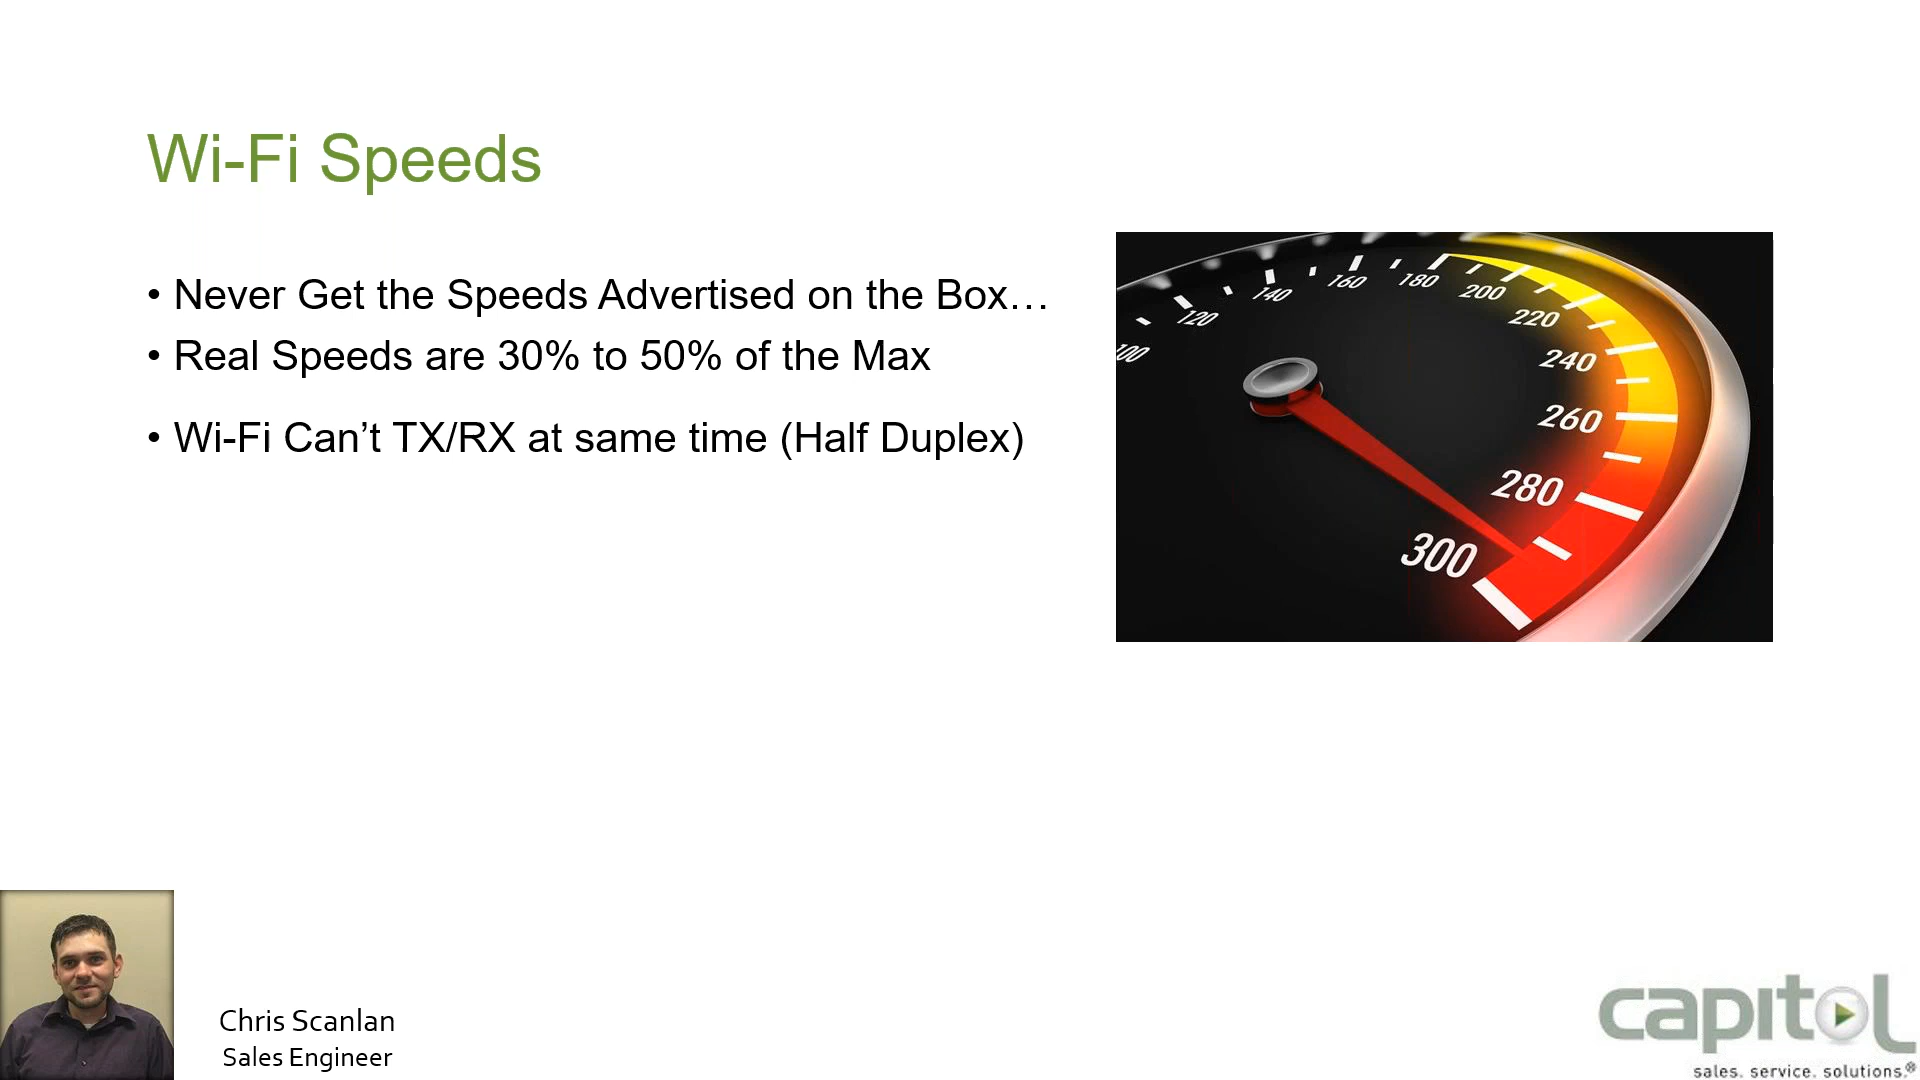 Wi-Fi Speeds
• Never Get the Speeds Advertised on the Box…
• Real Speeds are 30% to 50% of the Max
• Wi-Fi Can’t TX/RX at same time (Half Duplex)
100
120
140
160
180
200
220
240
260
280
300
Chris Scanlan
Sales Engineer
capitol
sales. service. solutions.®